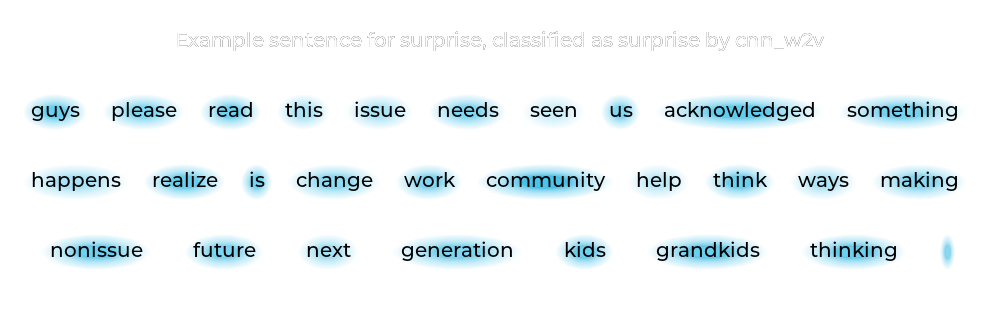 Example sentence for surprise, classified as surprise by cnn_w2v
guys please read this issue needs seen us acknowledged something
happens realize is change work community help think ways making
nonissue future next generation kids grandkids thinking